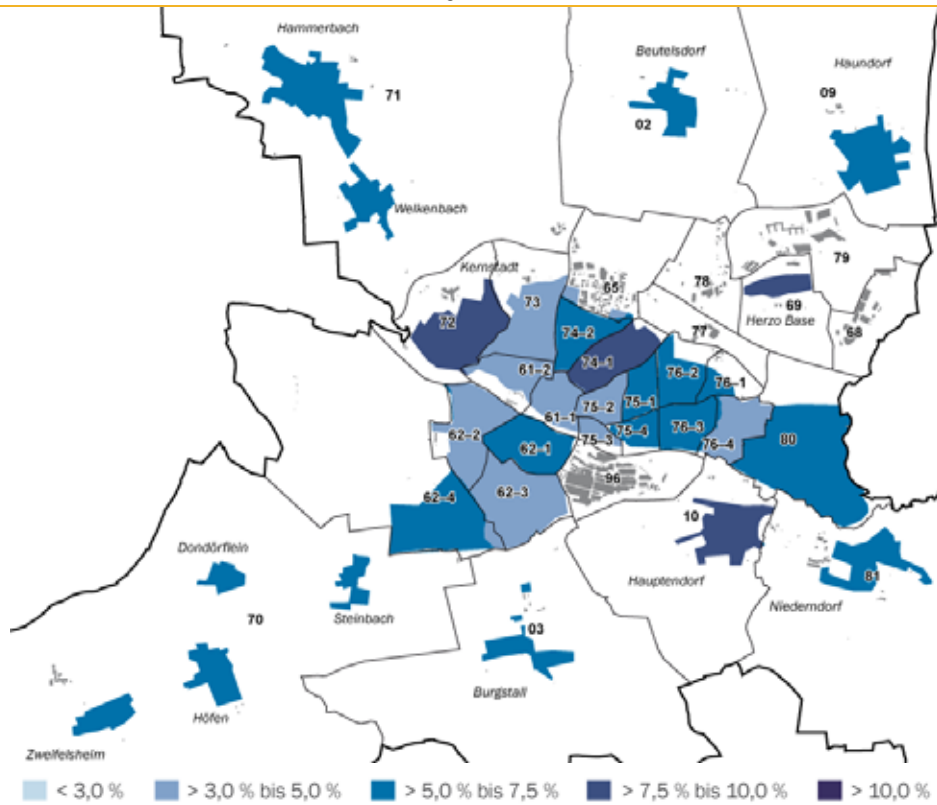 Hammerbach
71
Beutelsdorf
02
Haundorf
09
Welkenbach
Kernstadt
73
65
78
79
69
Herzo Base
68
72
74–2
77
74–1
61–2
76–2
76–1
75–2
75–1
61–1
62–2
62–1
75–3
75–4
76–3
76–4
80
96
62–3
62–4
10
Hauptendorf
81
Niederndorf
Dondörflein
70
Steinbach
03
Burgstall
Höfen
Zweifelsheim
< 3,0 % > 3,0 % bis 5,0 % > 5,0 % bis 7,5 % > 7,5 % bis 10,0 % > 10,0 %